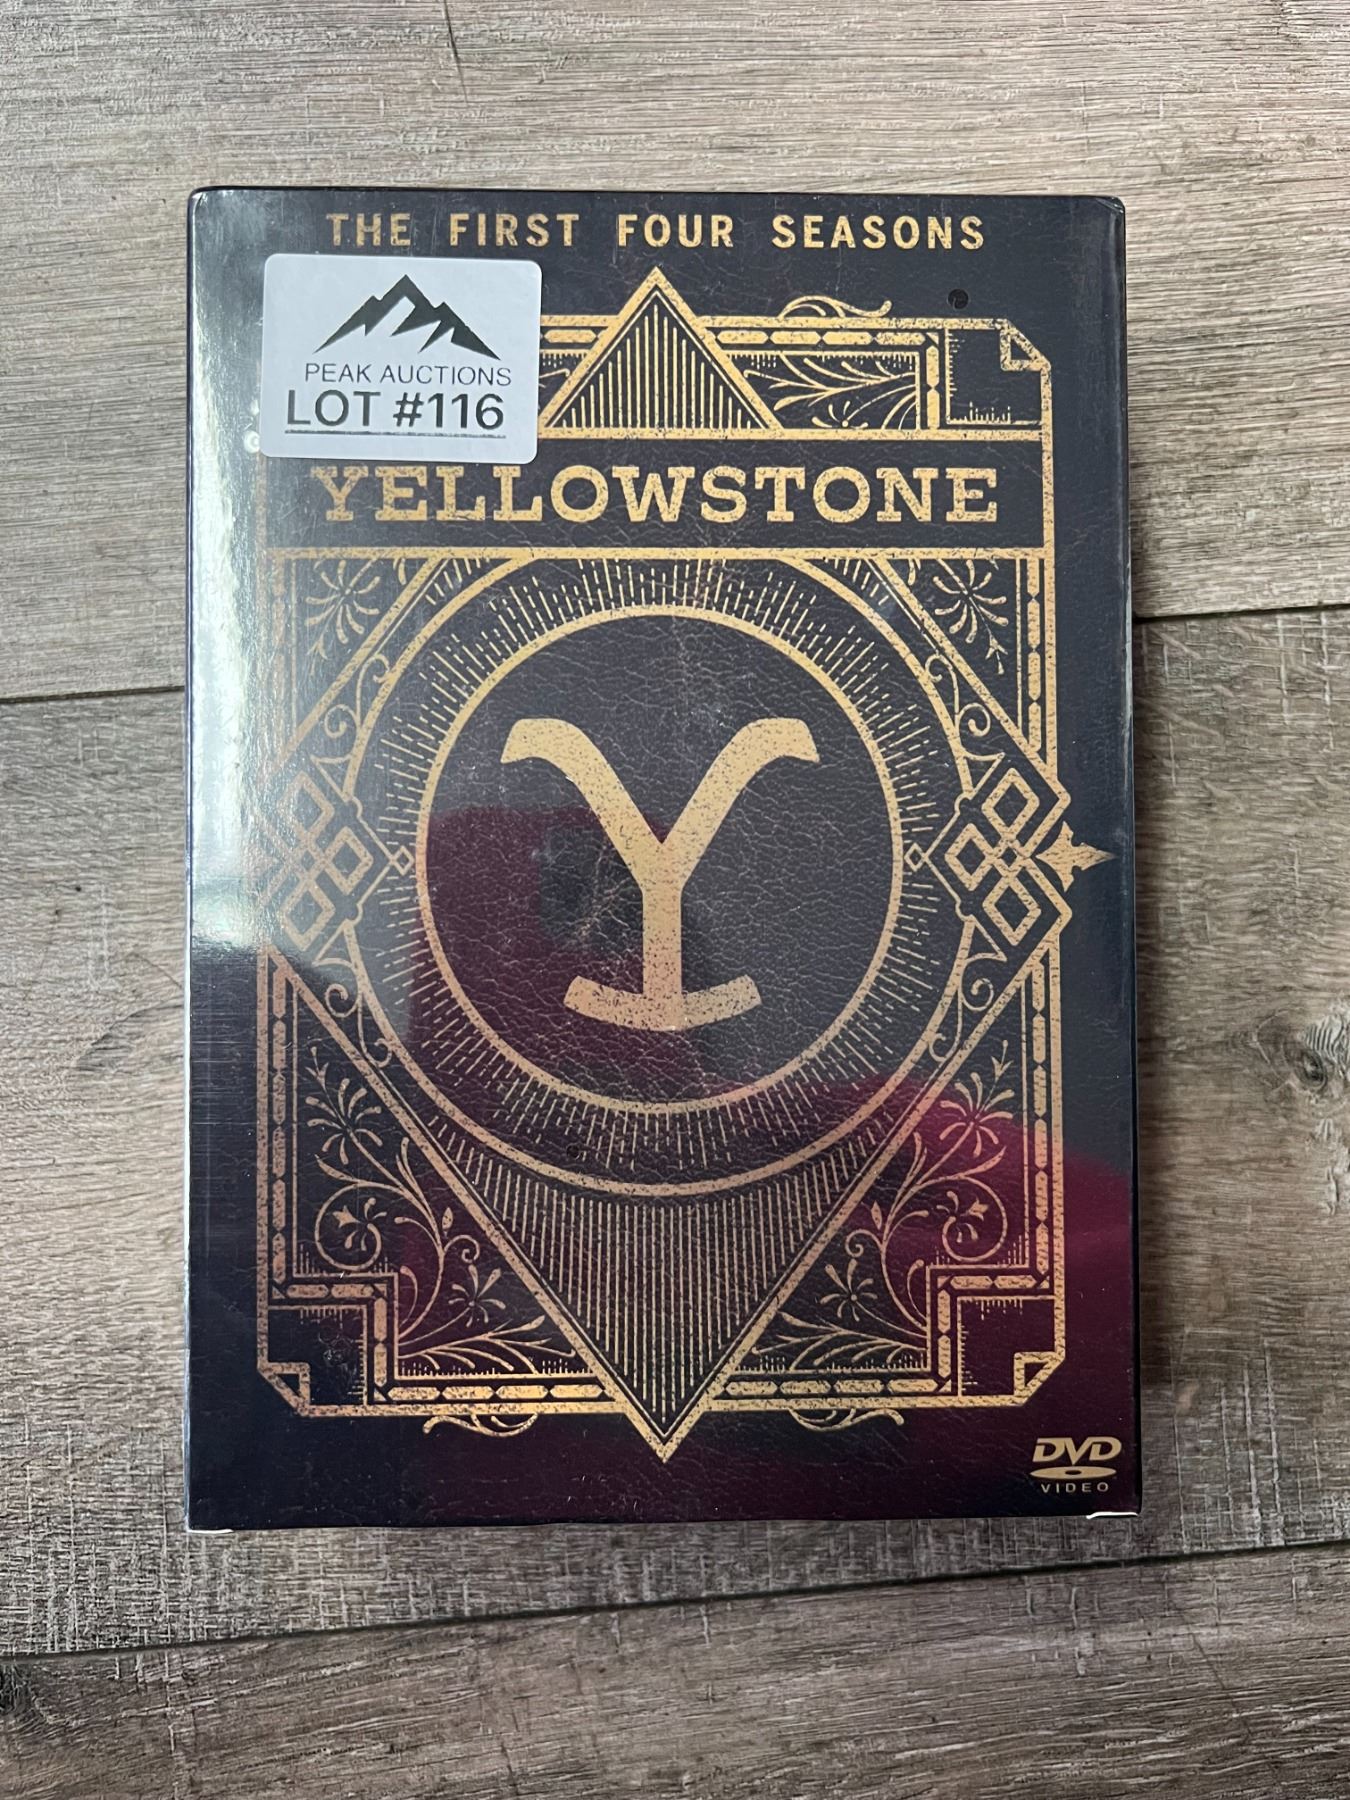 THE FIRST FOUR SEASONS
PEAK AUCTIONS
LOT #116
YELLOWSTONE
Y
DVD
VIDEO